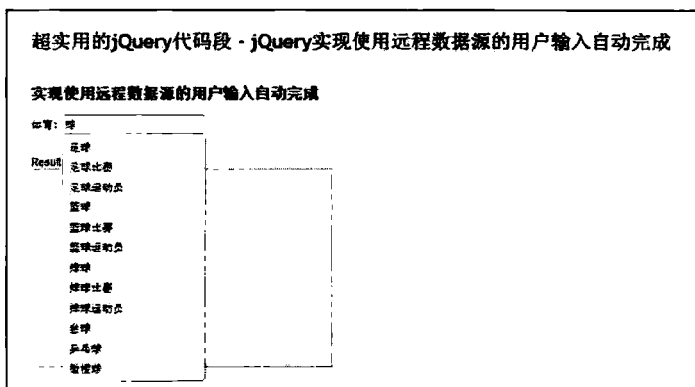 超实用的jQuery代码段 - jQuery实现使用远程数据源的用户输入自动完成
实现使用远程数据源的用户输入自动完成
体育: 球
足球
Result
足球比赛
足球运动员
篮球
篮球比赛
篮球运动员
排球
排球比赛
排球运动员
台球
乒乓球
橄榄球